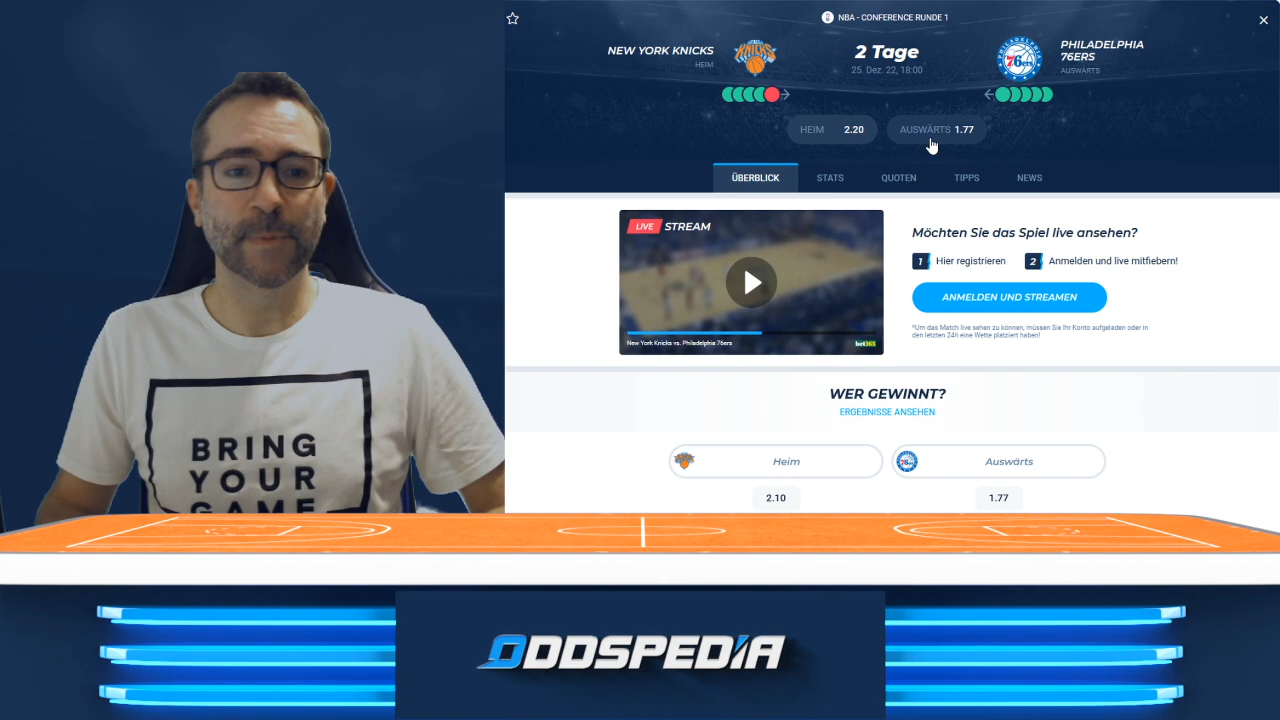 NBA - CONFERENCE RUNDE 1
NEW YORK KNICKS
HEIM
KNICKS
2 Tage
25. Dez. 22, 18:00
PHILADELPHIA
76ERS
PHILADELPHIA
76ers
AUSWÄRTS
HEIM 2.20
AUSWÄRTS 1.77
ÜBERBLICK
STATS
QUOTEN
TIPPS
NEWS
LIVE STREAM
New York Knicks vs. Philadelphia 76ers
bet365
Möchten Sie das Spiel live ansehen?
1 Hier registrieren
2 Anmelden und live mitfiebern!
ANMELDEN UND STREAMEN
*Um das Match live sehen zu können, müssen Sie Ihr Konto aufgeladen oder in
den letzten 24h eine Wette platziert haben!
WER GEWINNT?
ERGEBNISSE ANSEHEN
Heim
Auswärts
2.10
1.77
BRING
YOUR
GAME
ODDSPEDIA